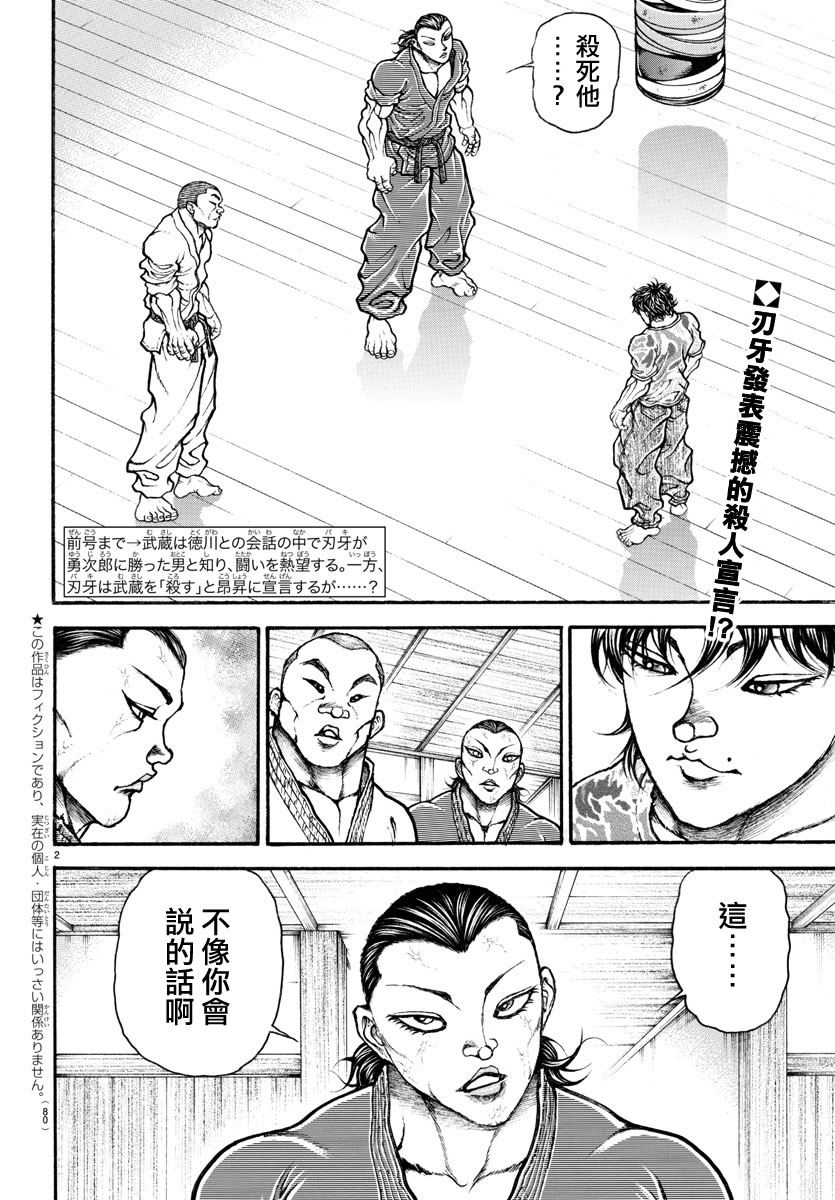 殺死他
……?
◆刃牙發表震撼的殺人宣言!?
前号まで→武蔵は徳川との会話の中で刃牙が
勇次郎に勝った男と知り、闘いを熱望する。一方、
刃牙は武蔵を「殺す」と昂昇に宣言するが……?
這……
不像你會
説的話啊
★この作品はフィクションであり、実在の個人・団体等にはいっさい関係ありません。
2
(80)